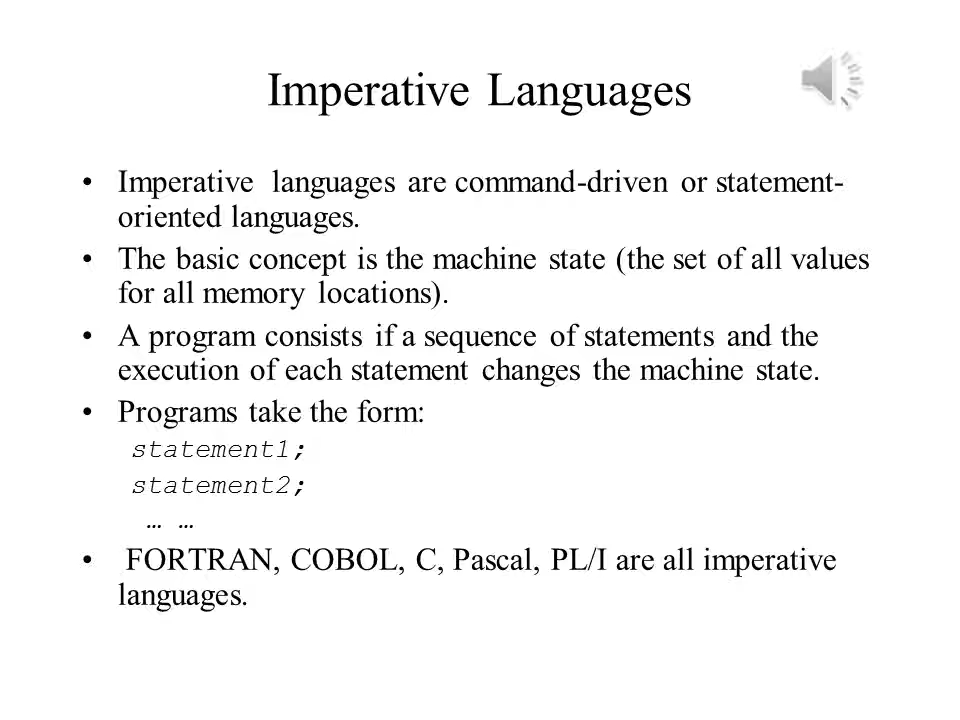 Imperative Languages
• Imperative languages are command-driven or statement-
oriented languages.
• The basic concept is the machine state (the set of all values
for all memory locations).
• A program consists if a sequence of statements and the
execution of each statement changes the machine state.
• Programs take the form:
statement1;
statement2;
… …
• FORTRAN, COBOL, C, Pascal, PL/I are all imperative
languages.